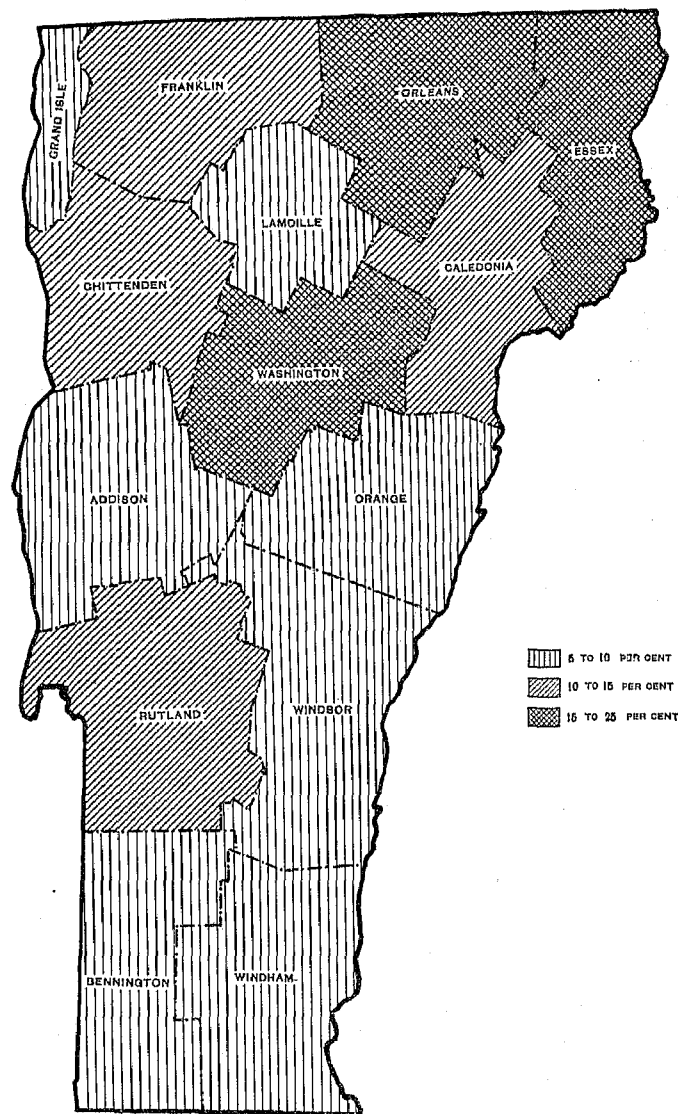 GRAND ISLE
FRANKLIN
ORLEANS
ESSEX
LAMOILLE
CHITTENDEN
CALEDONIA
WASHINGTON
ADDISON
ORANGE
RUTLAND
WINDSOR
BENNINGTON
WINDHAM
5 TO 10 PER CENT
10 TO 15 PER CENT
15 TO 25 PER CENT